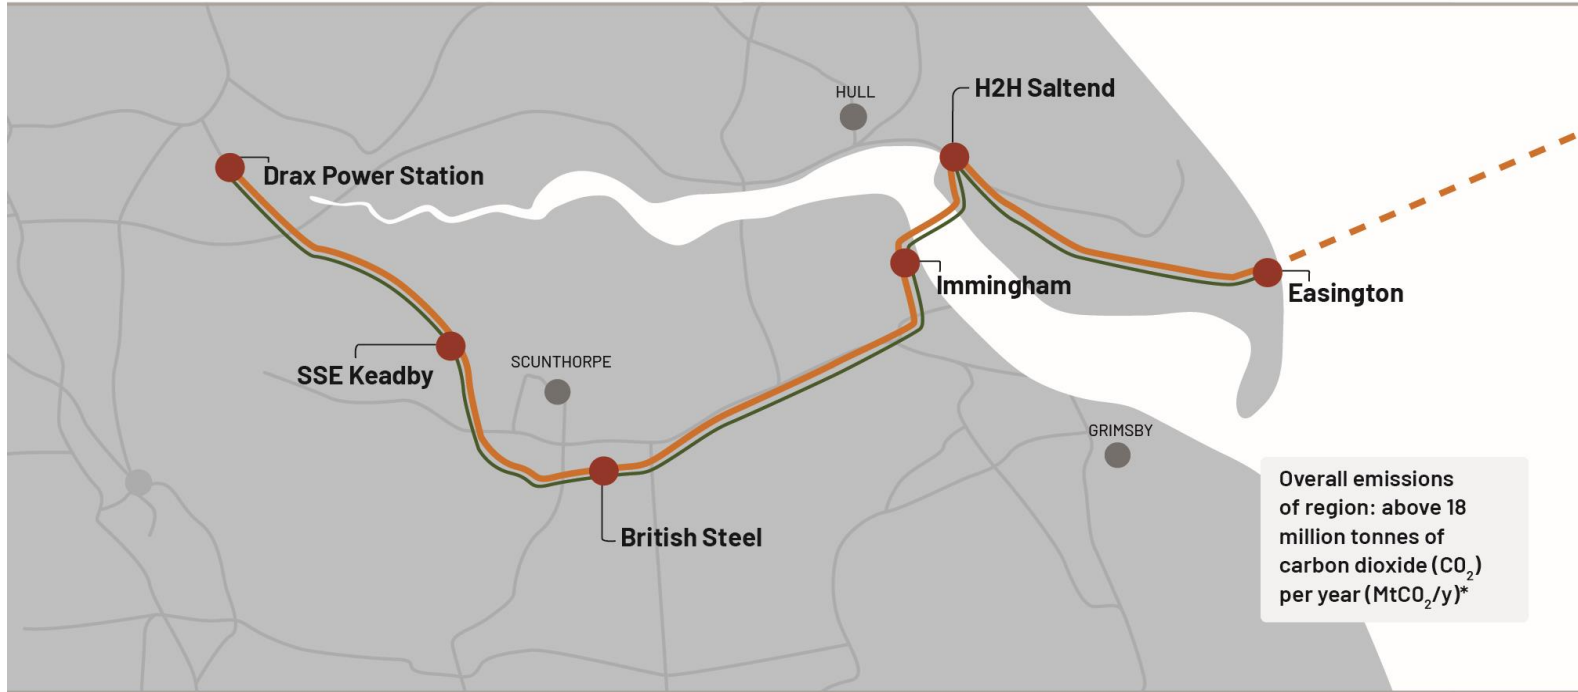 H2H Saltend
HULL
Drax Power Station
Immingham
Easington
SSE Keadby
SCUNTHORPE
GRIMSBY
British Steel
Overall emissions
of region: above 18
million tonnes of
carbon dioxide (CO₂)
per year (MtCO₂/y)*